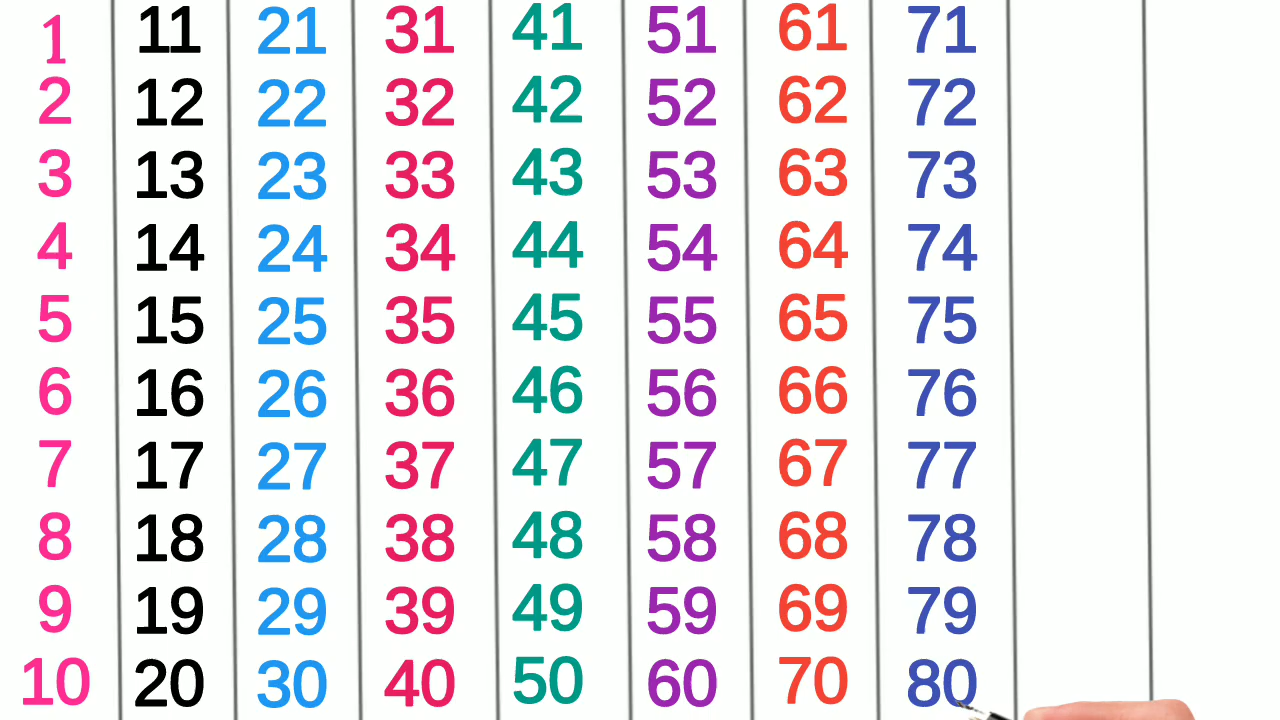 1 11 21 31 41 51 61 71
2 12 22 32 42 52 62 72
3 13 23 33 43 53 63 73
4 14 24 34 44 54 64 74
5 15 25 35 45 55 65 75
6 16 26 36 46 56 66 76
7 17 27 37 47 57 67 77
8 18 28 38 48 58 68 78
9 19 29 39 49 59 69 79
10 20 30 40 50 60 70 80